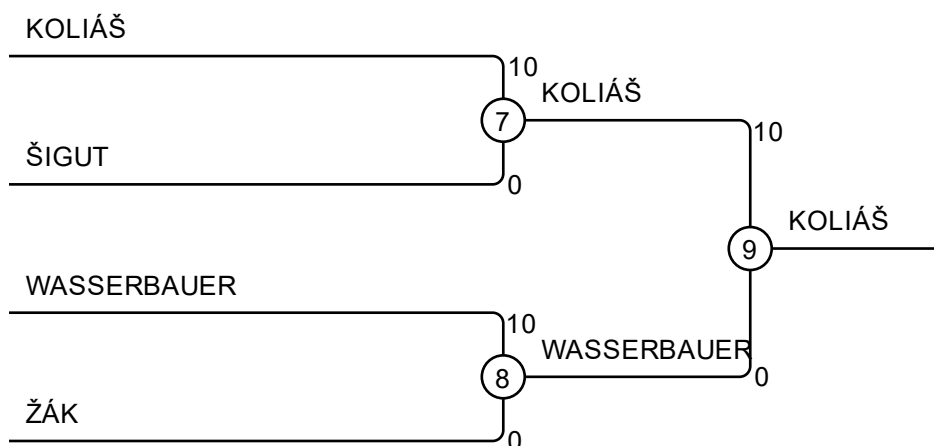 KOLIÁŠ
10
7
KOLIÁŠ
10
ŠIGUT
0
KOLIÁŠ
9
WASSERBAUER
10
8
WASSERBAUER
0
ŽÁK
0